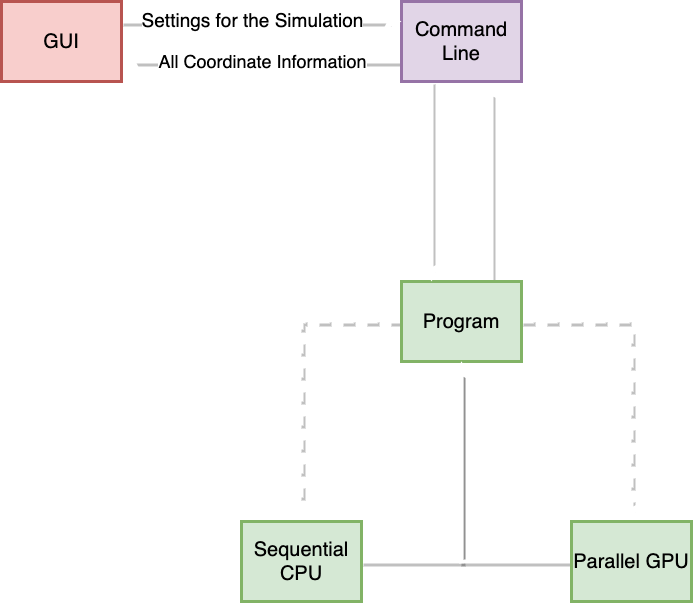 GUI
Settings for the Simulation
All Coordinate Information
Command
Line
Program
Sequential
CPU
Parallel GPU